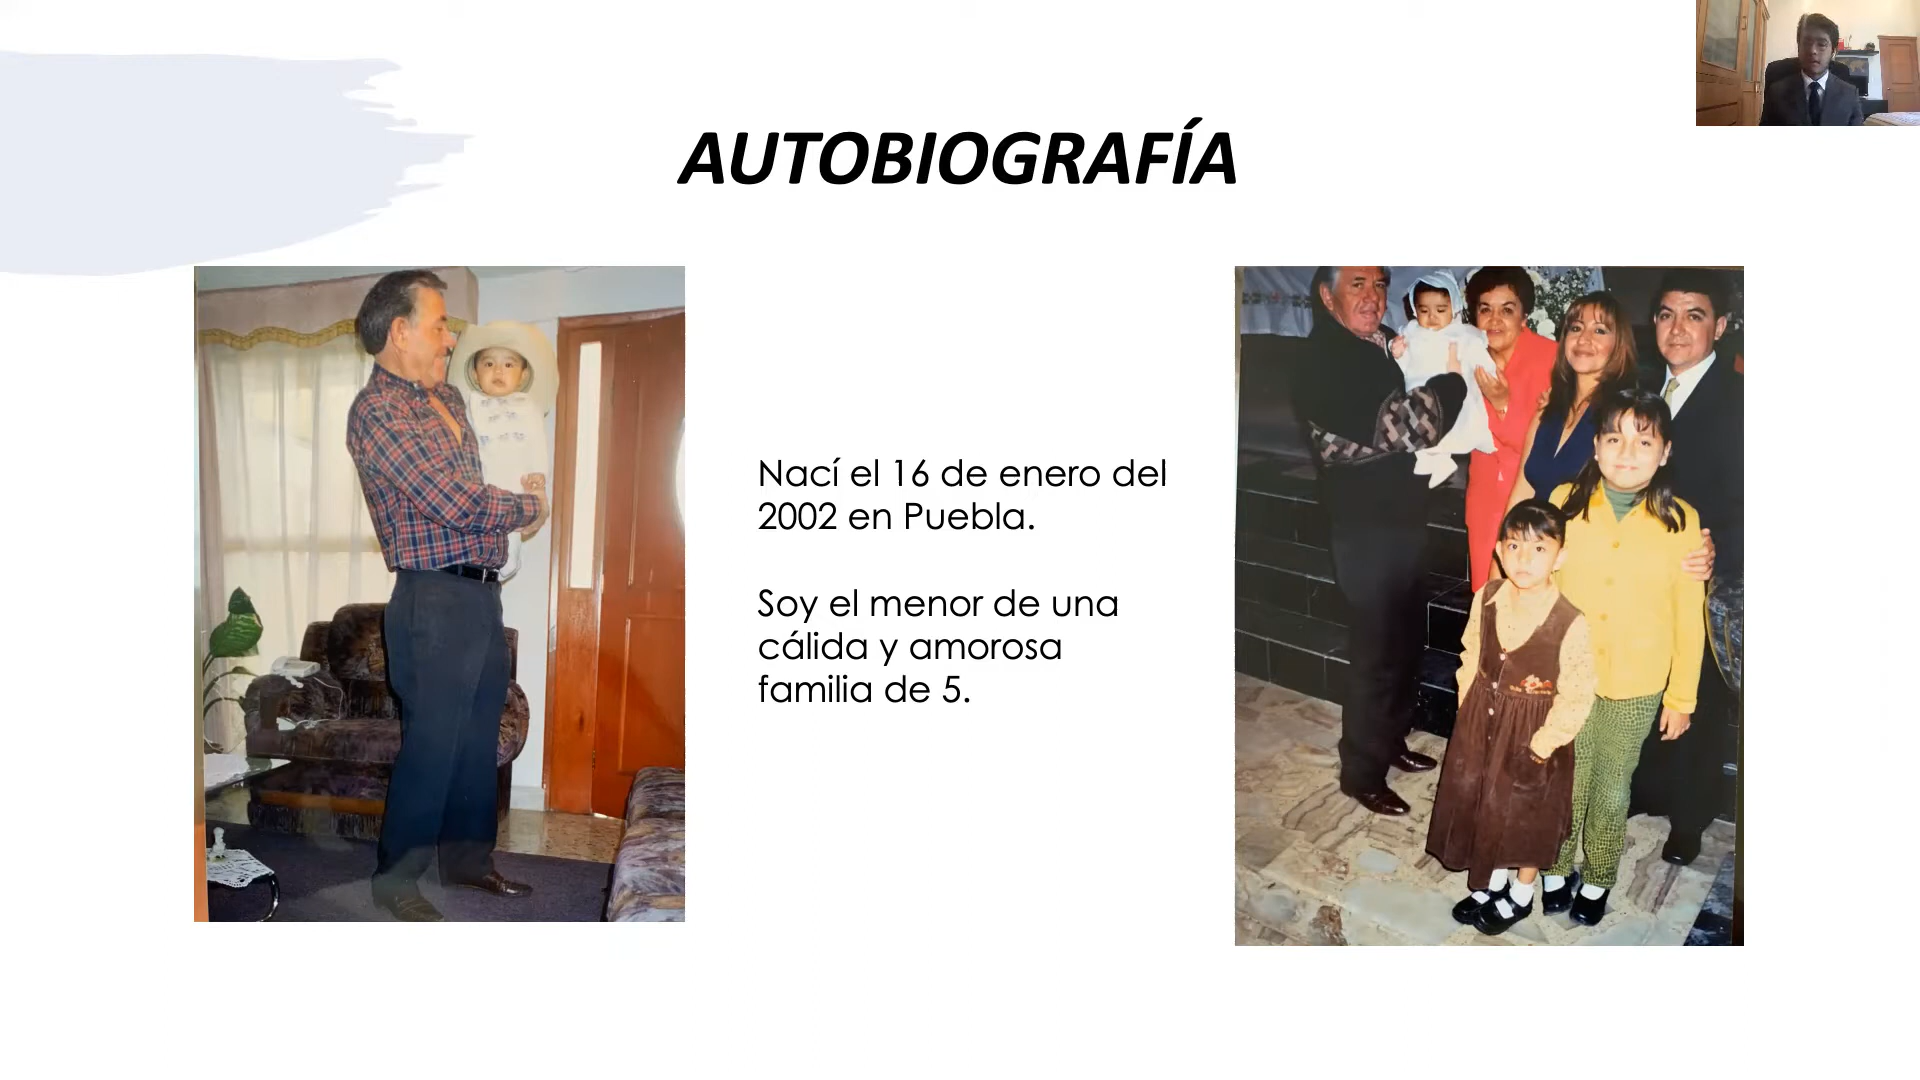 AUTOBIOGRAFÍA
Nací el 16 de enero del
2002 en Puebla.
Soy el menor de una
cálida y amorosa
familia de 5.